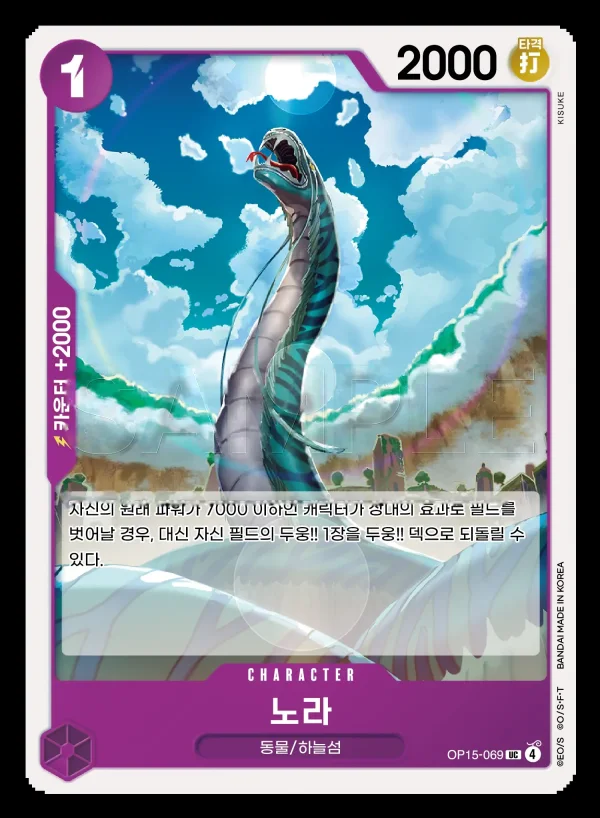 1
2000
타격
打
KISUKE
카운터 +2000
SAMPLE
자신의 원래 파워가 7000 이하인 캐릭터가 상대의 효과로 필드를
벗어날 경우, 대신 자신 필드의 두웅!! 1장을 두웅!! 덱으로 되돌릴 수
있다.
CHARACTER
노라
동물/하늘섬
OP15-069 UC 4
©EO/S ©O/S·F·T BANDAI MADE IN KOREA